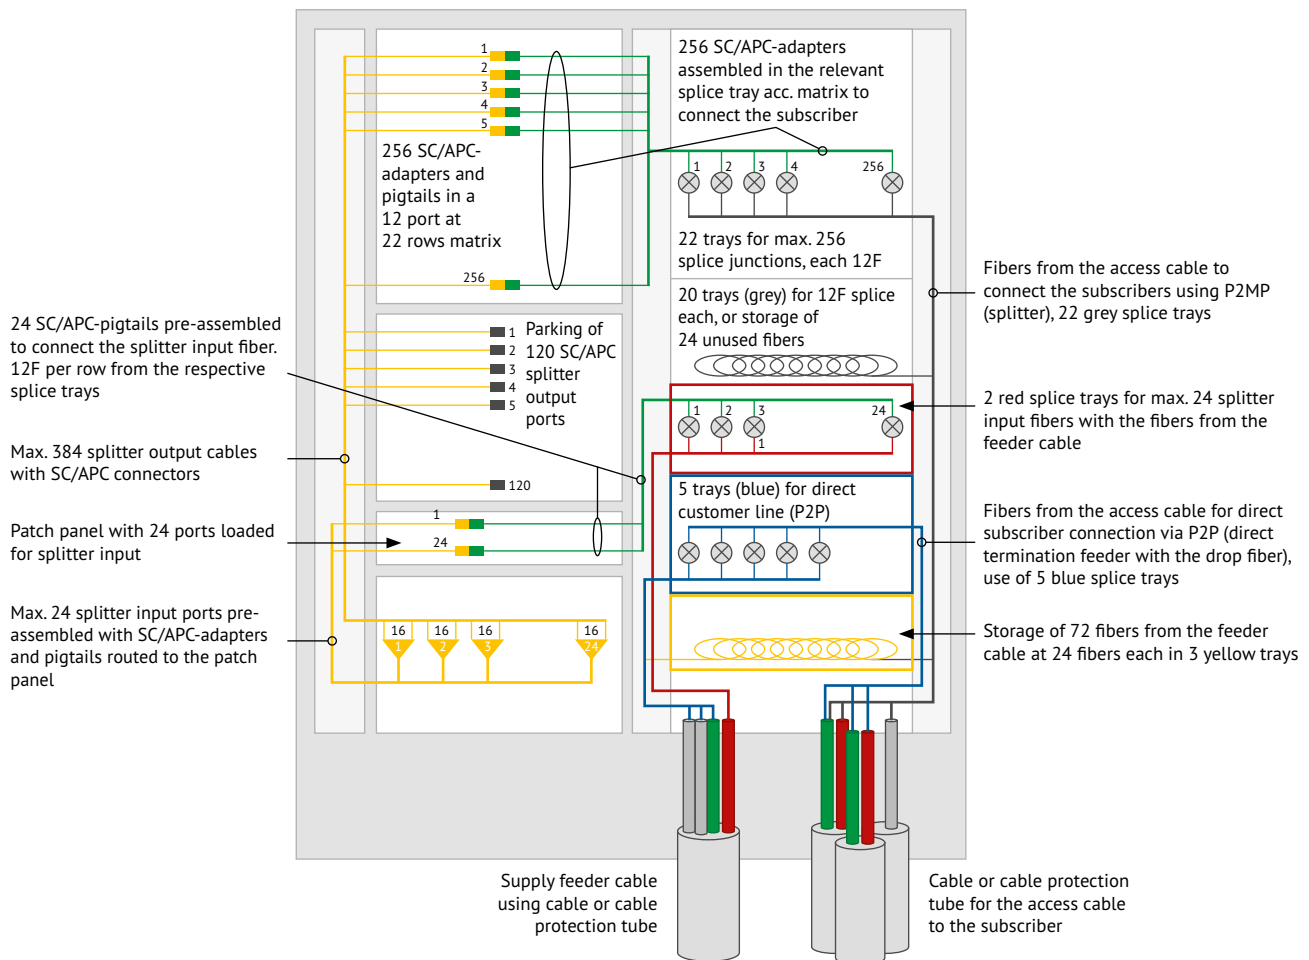 1
2
3
4
5
256 SC/APC-
adapters and
pigtails in a
12 port at
22 rows matrix
256
256 SC/APC-adapters
assembled in the relevant
splice tray acc. matrix to
connect the subscriber
1
2
3
4
256
22 trays for max. 256
splice junctions, each 12F
20 trays (grey) for 12F splice
each, or storage of
24 unused fibers
Fibers from the access cable to
connect the subscribers using P2MP
(splitter), 22 grey splice trays
24 SC/APC-pigtails pre-assembled
to connect the splitter input fiber.
12F per row from the respective
splice trays
1
2
3
4
5
Parking of
120 SC/APC
splitter
output
ports
120
1
2
3
24
1
2 red splice trays for max. 24 splitter
input fibers with the fibers from the
feeder cable
Max. 384 splitter output cables
with SC/APC connectors
5 trays (blue) for direct
customer line (P2P)
Patch panel with 24 ports loaded
for splitter input
1
24
Fibers from the access cable for direct
subscriber connection via P2P (direct
termination feeder with the drop fiber),
use of 5 blue splice trays
Max. 24 splitter input ports pre-
assembled with SC/APC-adapters
and pigtails routed to the patch
panel
16
16
16
16
1
2
3
24
Storage of 72 fibers from the feeder
cable at 24 fibers each in 3 yellow trays
Supply feeder cable
using cable or cable
protection tube
Cable or cable protection
tube for the access cable
to the subscriber